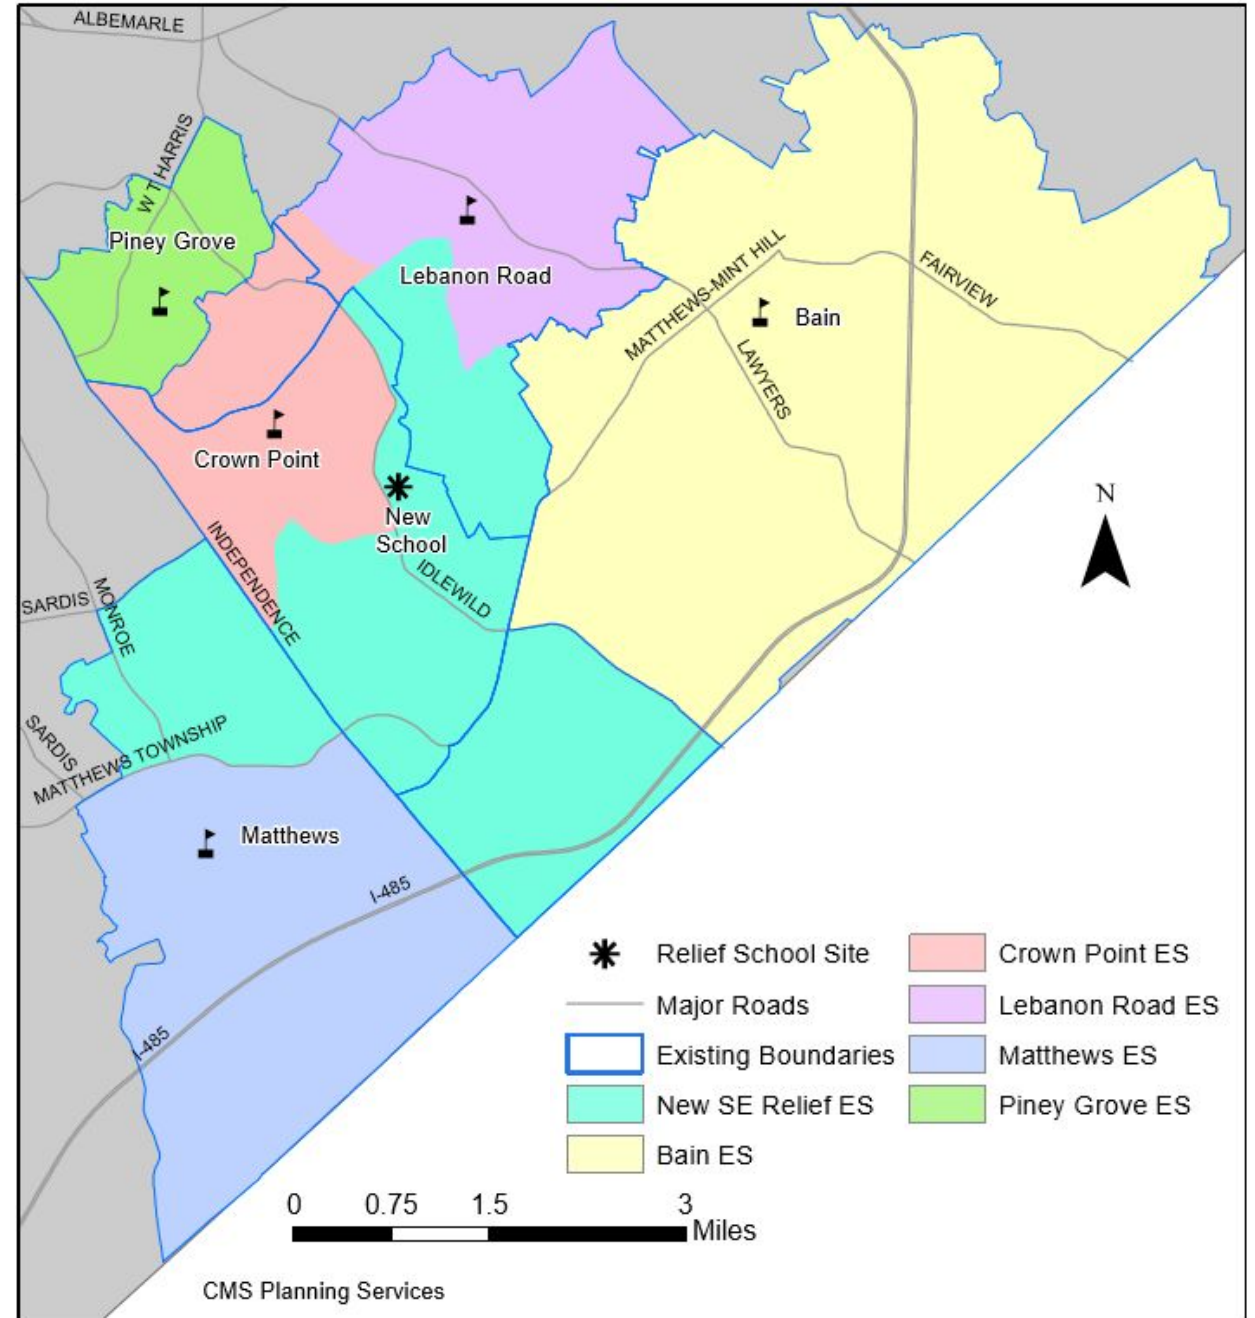 ALBEMARLE
W T HARRIS
Piney Grove
Lebanon Road
MATTHEWS-MINT HILL
FAIRVIEW
Bain
LAWYERS
Crown Point
New
School
INDEPENDENCE
IDLEWILD
N
SARDIS
MONROE
SARDIS
MATTHEWS TOWNSHIP
Matthews
I-485
I-485
Relief School Site
Major Roads
Existing Boundaries
New SE Relief ES
Bain ES
Crown Point ES
Lebanon Road ES
Matthews ES
Piney Grove ES
0 0.75 1.5 3
Miles
CMS Planning Services